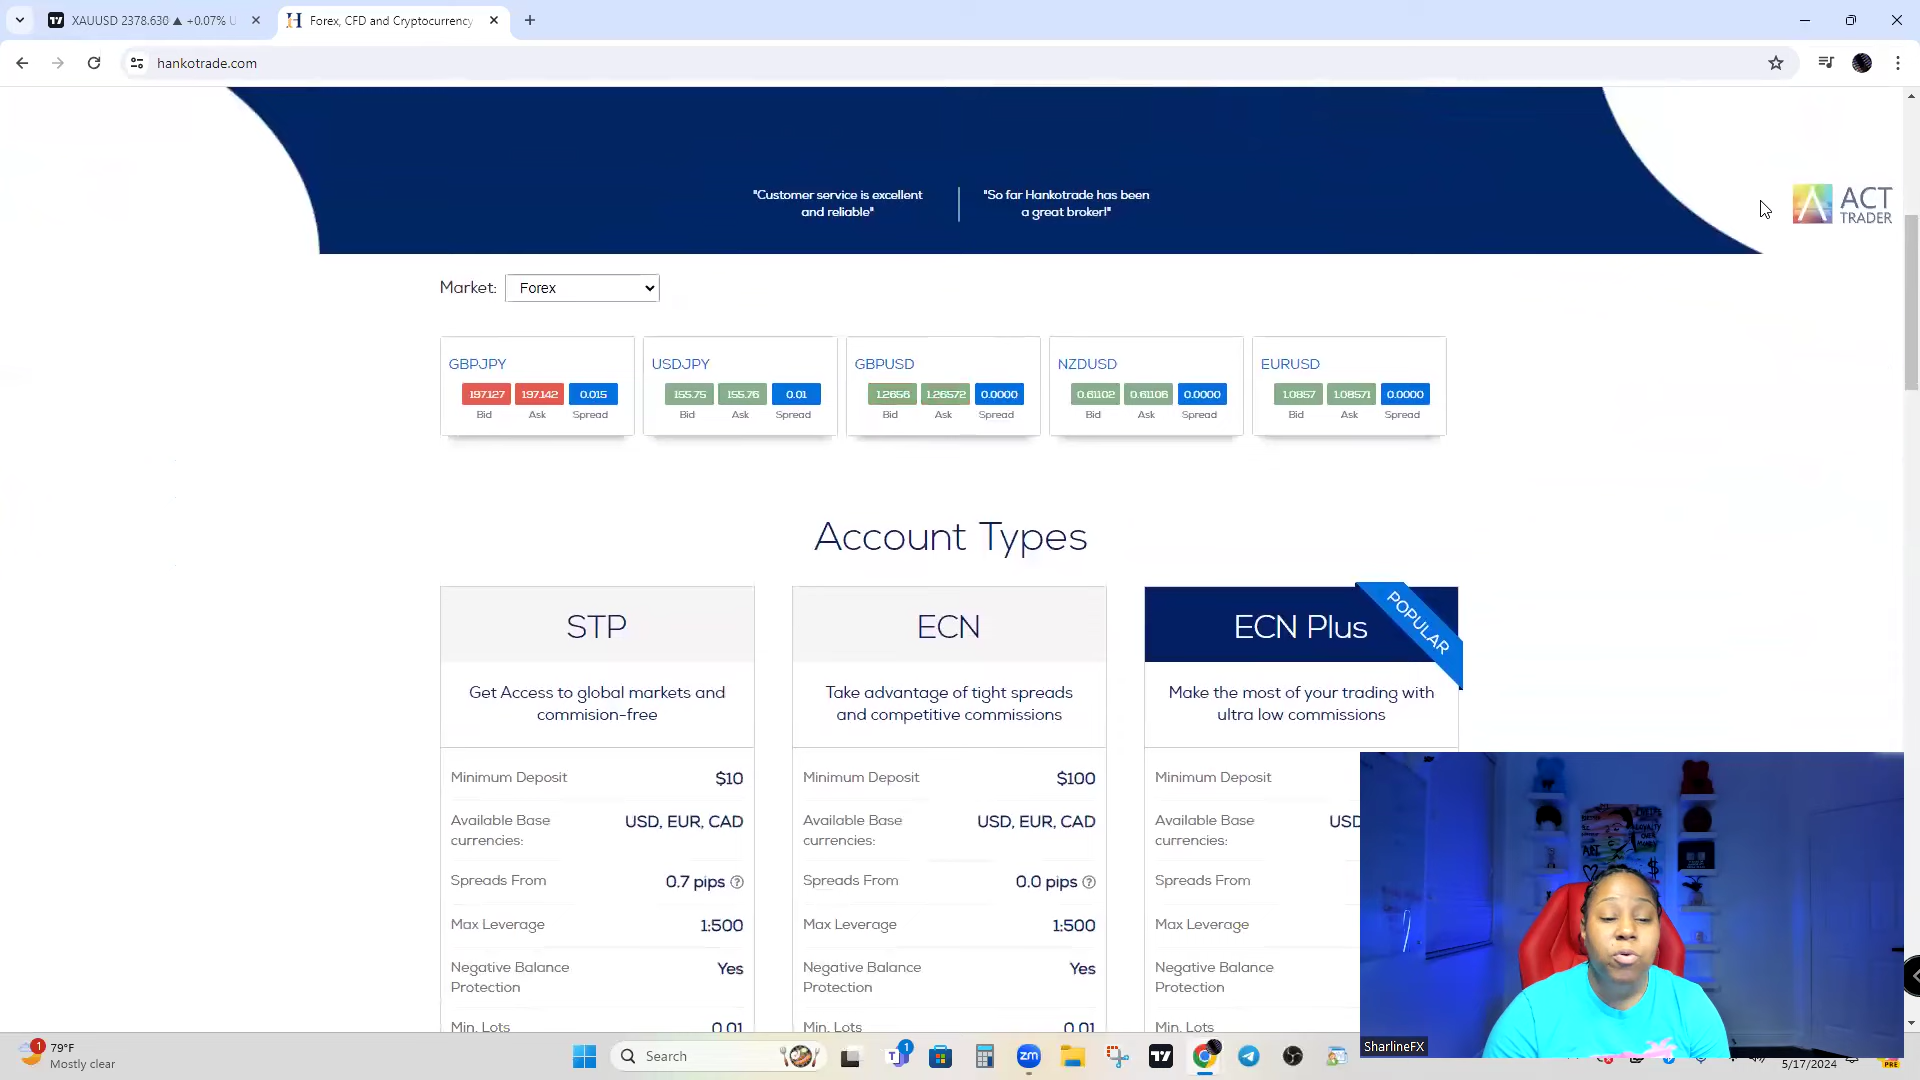 XAUUSD 2378.630 ▲ +0.07% U
Forex, CFD and Cryptocurrency
hankotrade.com
"Customer service is excellent
and reliable"
"So far Hankotrade has been
a great broker!"
ACT
TRADER
Market:
Forex
GBPJPY
197.127 197.142 0.015
Bid Ask Spread
USDJPY
155.75 155.76 0.01
Bid Ask Spread
GBPUSD
1.2656 1.26572 0.0000
Bid Ask Spread
NZDUSD
0.61102 0.61106 0.0000
Bid Ask Spread
EURUSD
1.0857 1.08571 0.0000
Bid Ask Spread
Account Types
STP
Get Access to global markets and
commision-free
Minimum Deposit $10
Available Base
currencies:
USD, EUR, CAD
Spreads From 0.7 pips
Max Leverage 1:500
Negative Balance
Protection
Yes
Min. Lots 0.01
ECN
Take advantage of tight spreads
and competitive commissions
Minimum Deposit $100
Available Base
currencies:
USD, EUR, CAD
Spreads From 0.0 pips
Max Leverage 1:500
Negative Balance
Protection
Yes
Min. Lots 0.01
ECN Plus
POPULAR
Make the most of your trading with
ultra low commissions
Minimum Deposit
Available Base
currencies:
USD
Spreads From
Max Leverage
Negative Balance
Protection
Min. Lots
SharlineFX
79°F
Mostly clear
Search
5/17/2024